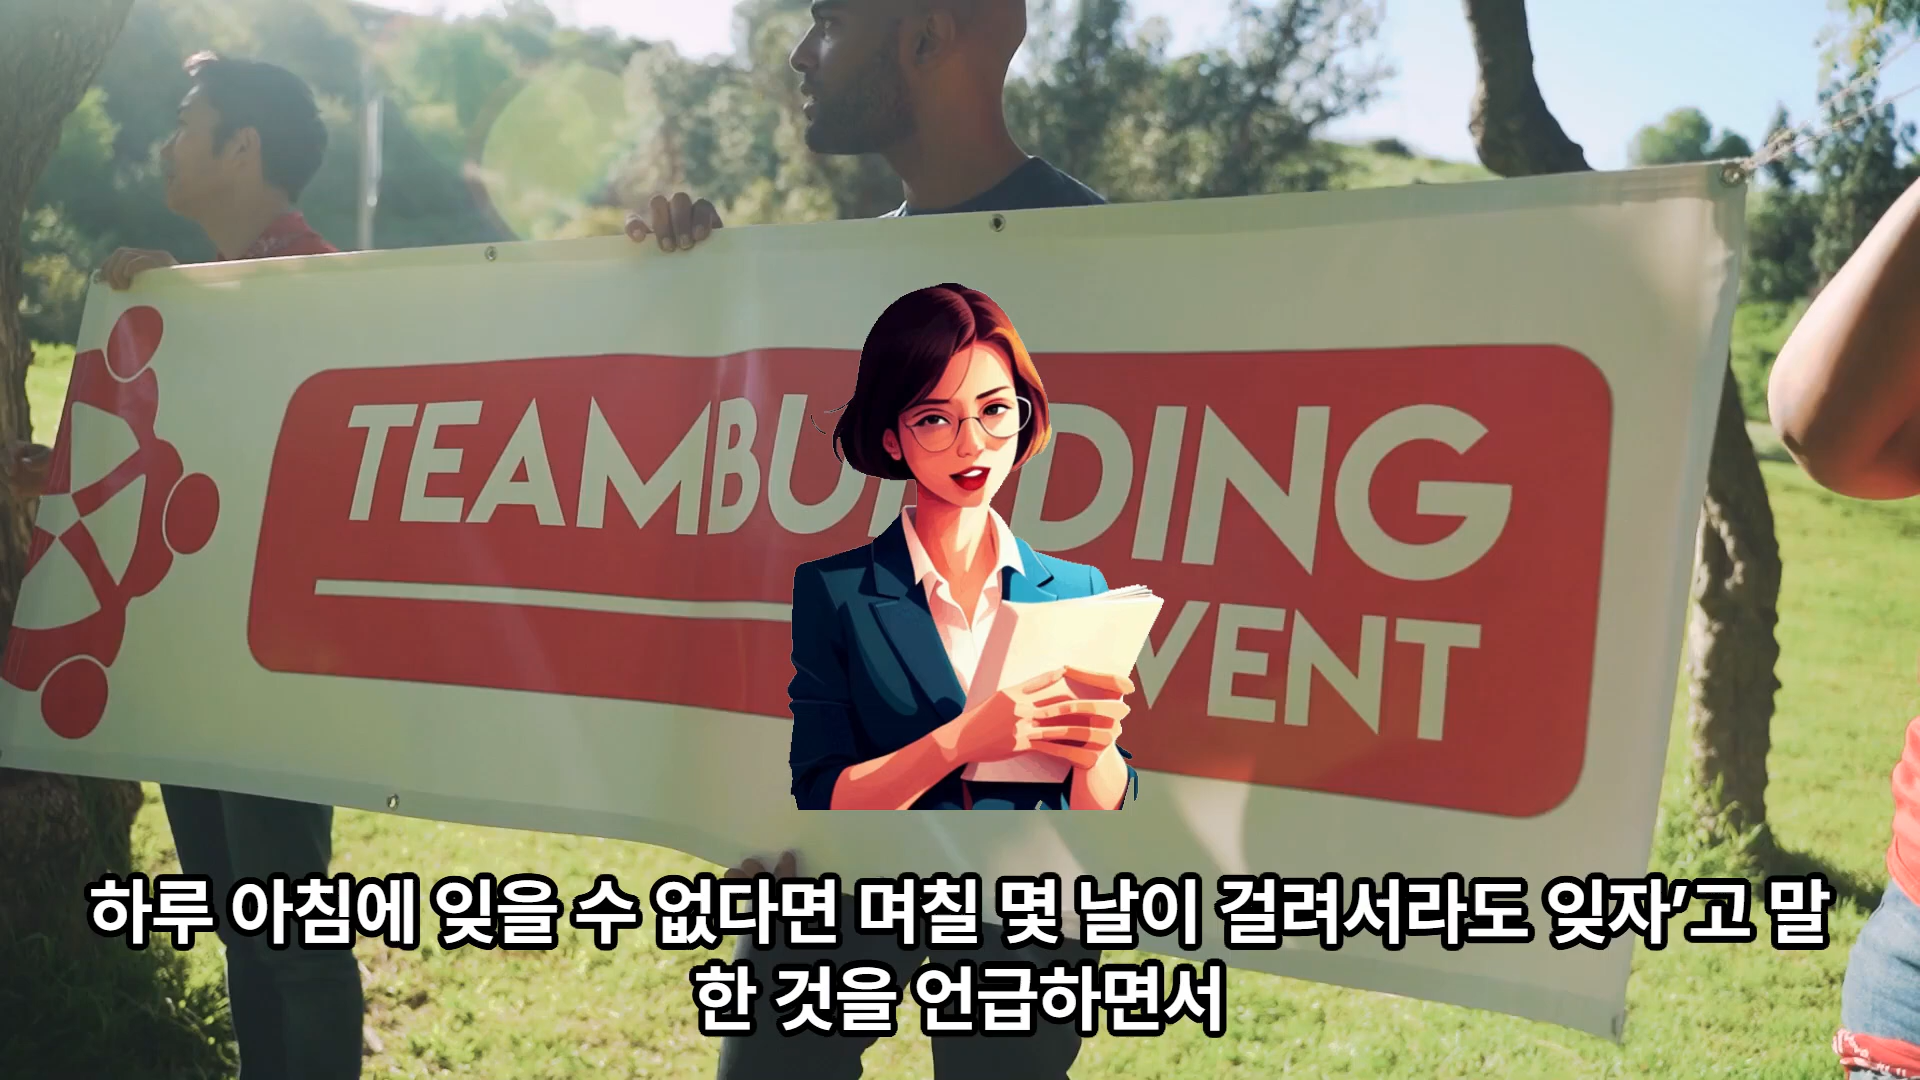 TEAMBU DING
VENT
하루 아침에 잊을 수 없다면 며칠 몇 날이 걸려서라도 잊자’고 말
한 것을 언급하면서